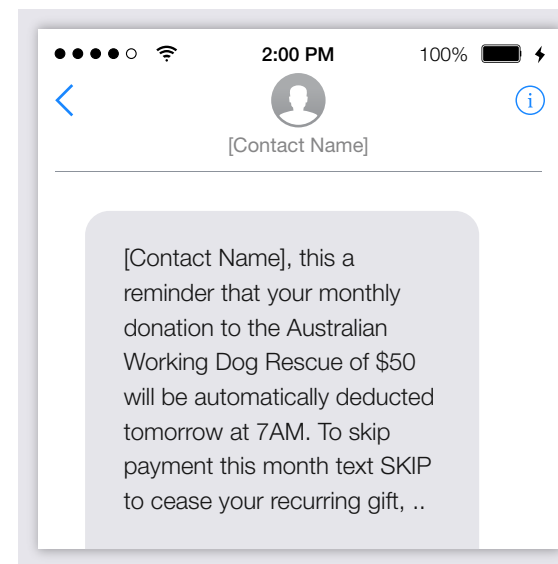 2:00 PM 100%
[Contact Name]
[Contact Name], this a
reminder that your monthly
donation to the Australian
Working Dog Rescue of $50
will be automatically deducted
tomorrow at 7AM. To skip
payment this month text SKIP
to cease your recurring gift, ..